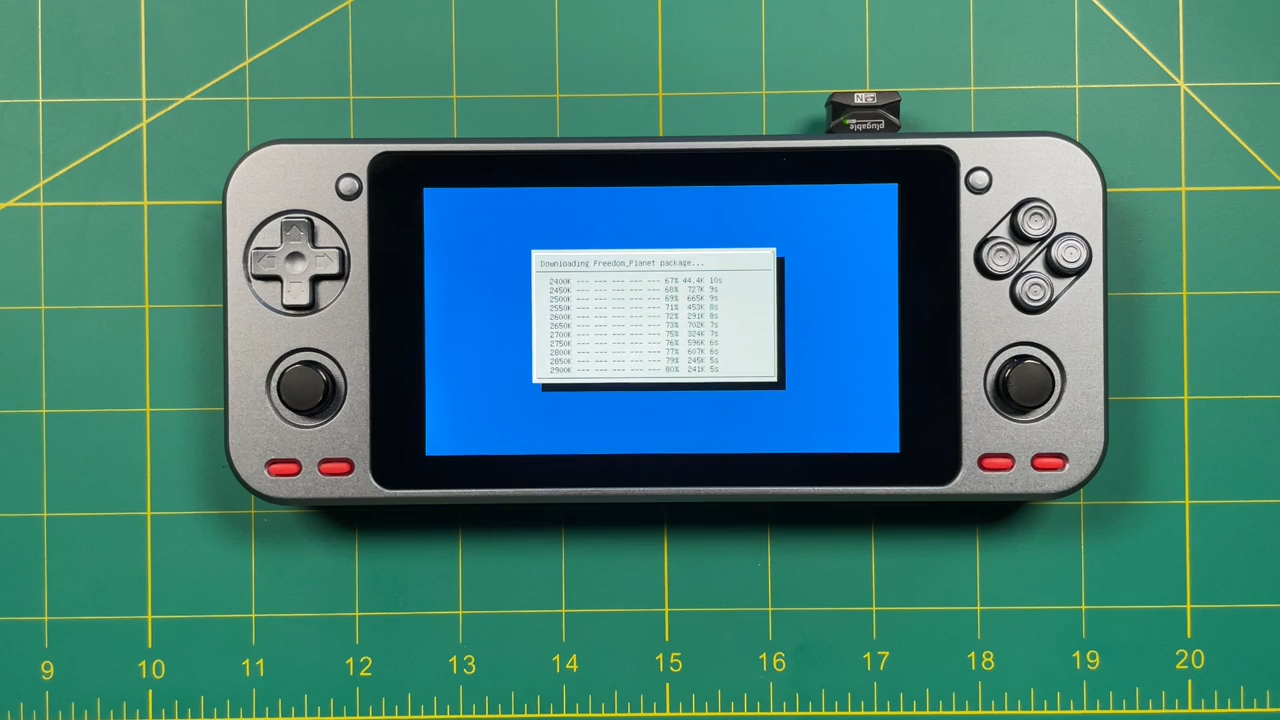 N
plugable
Downloading Freedom_Planet package...
2400K --- --- --- --- --- 67% 44.4K 10s
2450K --- --- --- --- --- 68% 727K 9s
2500K --- --- --- --- --- 69% 665K 9s
2550K --- --- --- --- --- 71% 453K 8s
2600K --- --- --- --- --- 72% 291K 8s
2650K --- --- --- --- --- 73% 702K 7s
2700K --- --- --- --- --- 75% 324K 7s
2750K --- --- --- --- --- 76% 596K 6s
2800K --- --- --- --- --- 77% 607K 6s
2850K --- --- --- --- --- 79% 245K 5s
2900K --- --- --- --- --- 80% 241K 5s
9 10 11 12 13 14 15 16 17 18 19 20